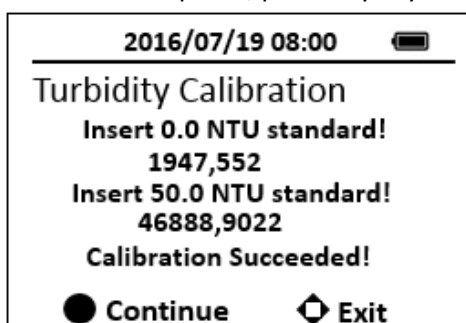 2016/07/19 08:00
Turbidity Calibration
Insert 0.0 NTU standard!
1947,552
Insert 50.0 NTU standard!
46888,9022
Calibration Succeeded!
Continue Exit